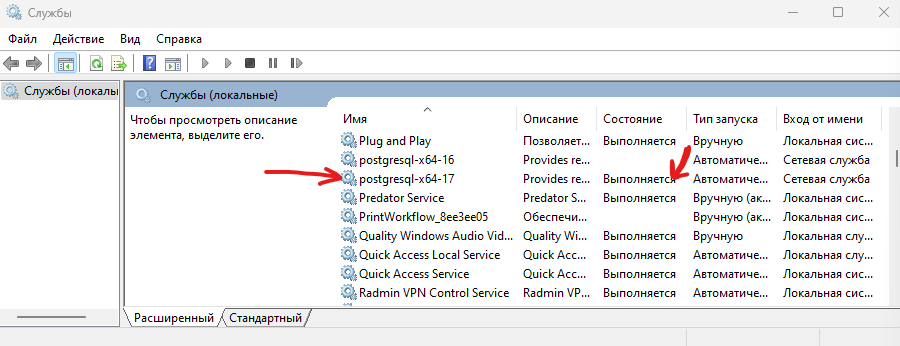 Службы
Файл Действие Вид Справка
Службы (локаль
Службы (локальные)
Чтобы просмотреть описание элемента, выделите его.
Имя Описание Состояние Тип запуска Вход от имени
Plug and Play Позволяет... Выполняется Вручную Локальная сис...
postgresql-x64-16 Provides re... Автоматиче... Сетевая служба
postgresql-x64-17 Provides re... Выполняется Автоматиче... Сетевая служба
Predator Service Predator S... Выполняется Вручную (ак... Локальная сис...
PrintWorkflow_8ee3ee05 Обеспечи... Вручную (ак... Локальная сис...
Quality Windows Audio Vid... Quality Wi... Выполняется Вручную Локальная слу...
Quick Access Local Service Quick Acc... Выполняется Автоматиче... Локальная сис...
Quick Access Service Quick Acc... Выполняется Автоматиче... Локальная сис...
Radmin VPN Control Service Radmin VP... Выполняется Автоматиче... Локальная сис...
Расширенный Стандартный